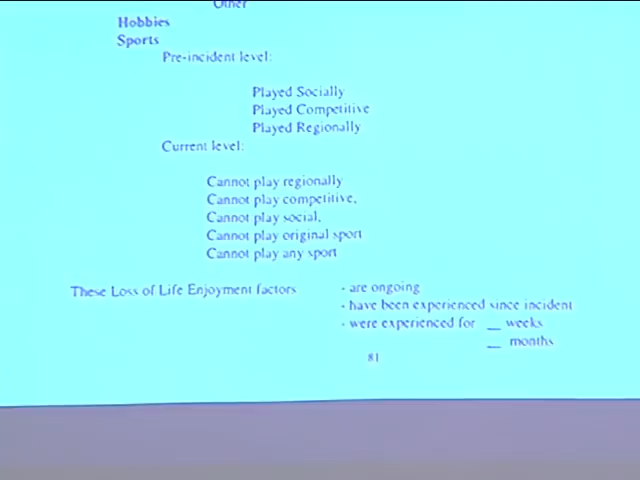 Other
Hobbies
Sports
Pre-incident level:
Played Socially
Played Competitive
Played Regionally
Current level:
Cannot play regionally
Cannot play competitive,
Cannot play social,
Cannot play original sport
Cannot play any sport
These Loss of Life Enjoyment factors - are ongoing
- have been experienced since incident
- were experienced for __ weeks
__ months
81